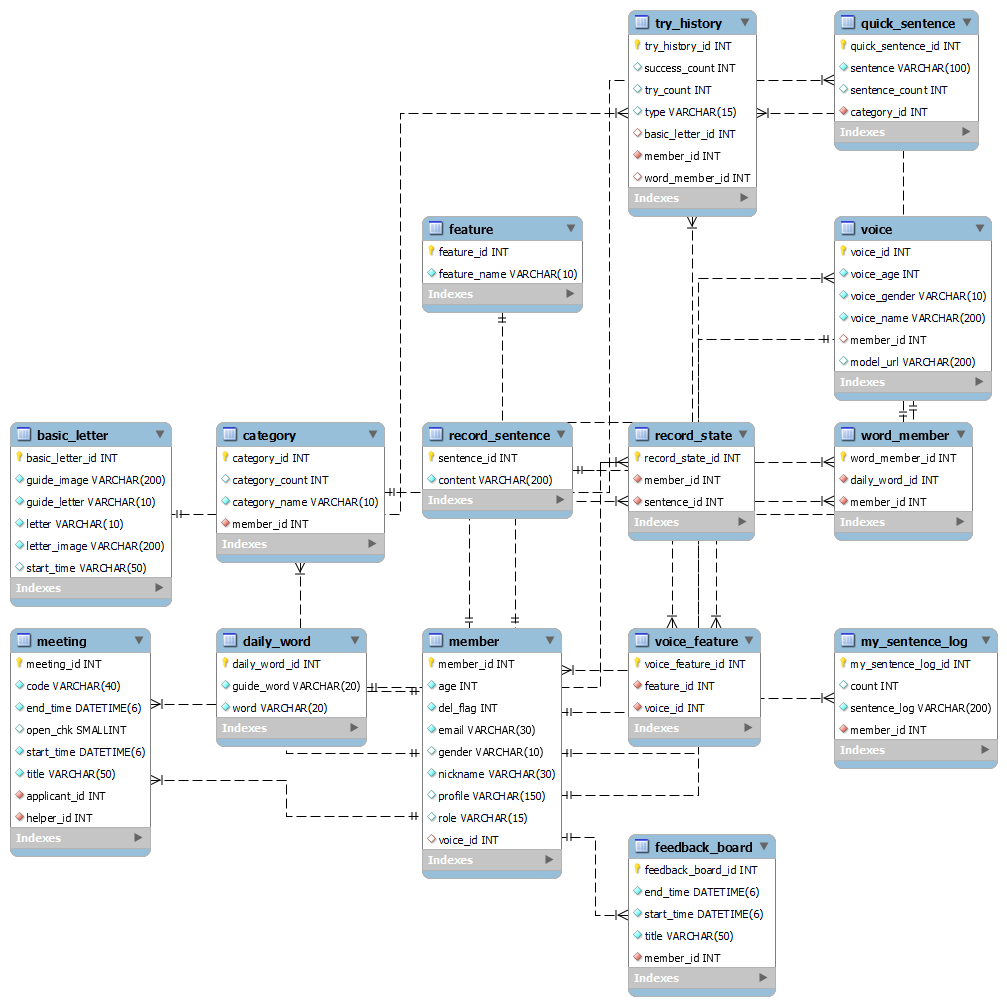 try_history
try_history_id INT
success_count INT
try_count INT
type VARCHAR(15)
basic_letter_id INT
member_id INT
word_member_id INT
Indexes
quick_sentence
quick_sentence_id INT
sentence VARCHAR(100)
sentence_count INT
category_id INT
Indexes
feature
feature_id INT
feature_name VARCHAR(10)
Indexes
voice
voice_id INT
voice_age INT
voice_gender VARCHAR(10)
voice_name VARCHAR(200)
member_id INT
model_url VARCHAR(200)
Indexes
basic_letter
basic_letter_id INT
guide_image VARCHAR(200)
guide_letter VARCHAR(10)
letter VARCHAR(10)
letter_image VARCHAR(200)
start_time VARCHAR(50)
Indexes
category
category_id INT
category_count INT
category_name VARCHAR(10)
member_id INT
Indexes
record_sentence
sentence_id INT
content VARCHAR(200)
Indexes
record_state
record_state_id INT
member_id INT
sentence_id INT
Indexes
word_member
word_member_id INT
daily_word_id INT
member_id INT
Indexes
meeting
meeting_id INT
code VARCHAR(40)
end_time DATETIME(6)
open_chk SMALLINT
start_time DATETIME(6)
title VARCHAR(50)
applicant_id INT
helper_id INT
Indexes
daily_word
daily_word_id INT
guide_word VARCHAR(20)
word VARCHAR(20)
Indexes
member
member_id INT
age INT
del_flag INT
email VARCHAR(30)
gender VARCHAR(10)
nickname VARCHAR(30)
profile VARCHAR(150)
role VARCHAR(15)
voice_id INT
Indexes
voice_feature
voice_feature_id INT
feature_id INT
voice_id INT
Indexes
my_sentence_log
my_sentence_log_id INT
count INT
sentence_log VARCHAR(200)
member_id INT
Indexes
feedback_board
feedback_board_id INT
end_time DATETIME(6)
start_time DATETIME(6)
title VARCHAR(50)
member_id INT
Indexes